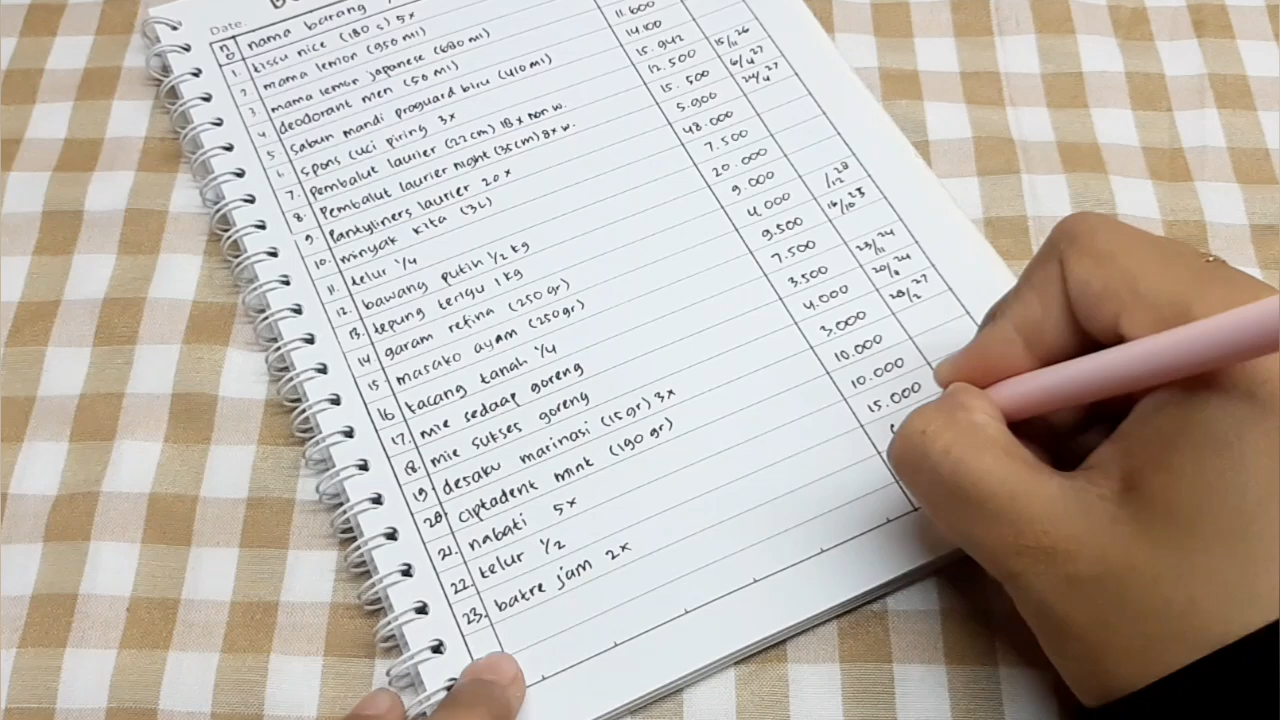 Date.
no nama barang
1. tissu nice (180 s) 5x
2. mama lemon (950 ml)
3. mama lemon japanese (680 ml)
4. deodorant men (50 ml) 11.600
5. sabun mandi proguard biru (410 ml) 14.100
6. spons cuci piring 3x 15.942
7. Pembalut laurier (22cm) 18x non w. 12.500 15/11 26
8. Pembalut laurier night (35cm) 8x w. 15.500 6/4 27
9. Pantyliners laurier 20x 5.900 24/4 27
10. minyak kita (3L) 48.000
11. telur 1/4 7.500
12. bawang putih 1/2 kg 20.000
13. tepung terigu 1 kg 9.000
14. garam refina (250 gr) 4.000 /12 28
15. masako ayam (250 gr) 9.500 16/10 25
16. kacang tanah 1/4 7.500
17. mie sedaap goreng 3.500 23/11 24
18. mie sukses goreng 4.000 20/8 24
19. desaku marinasi (15 gr) 3x 3.000 28/2 27
20. ciptadent mint (190 gr) 10.000
21. nabati 5x 10.000
22. telur 1/2 15.000
23. batre jam 2x